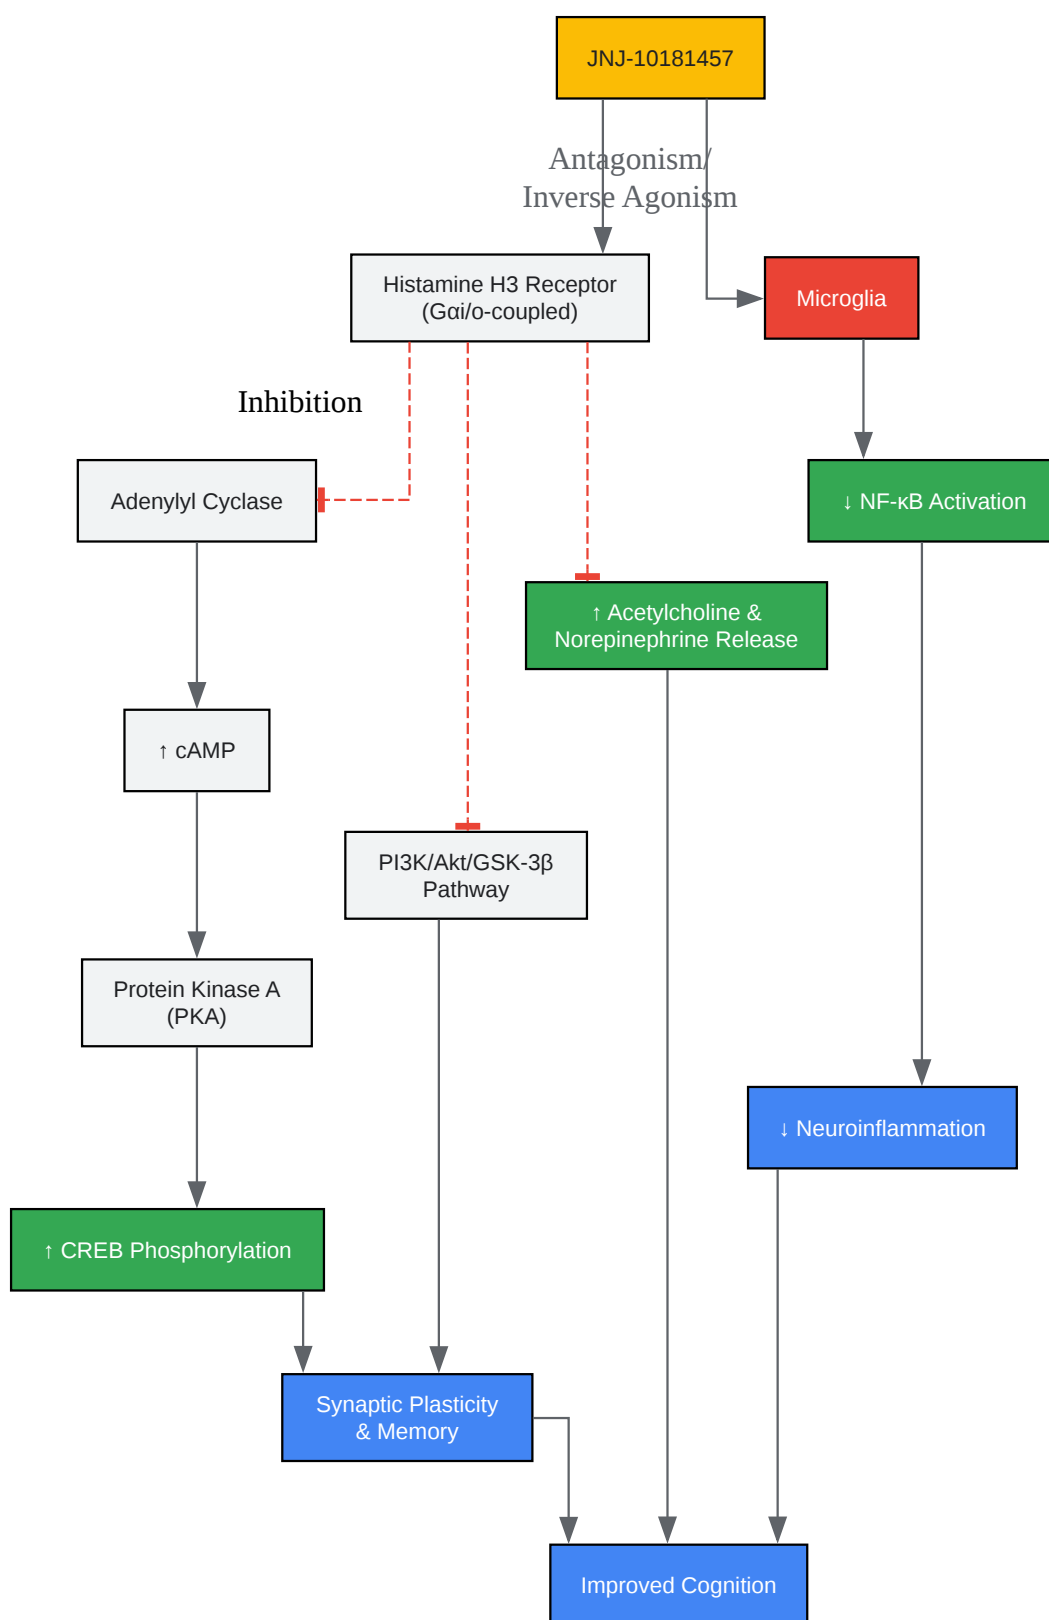 JNJ-10181457
Antagonism/
Inverse Agonism
Histamine H3 Receptor
(Gαi/o-coupled)
Microglia
Inhibition
Adenylyl Cyclase
↓ NF-κB Activation
↑ Acetylcholine &
Norepinephrine Release
↑ cAMP
PI3K/Akt/GSK-3β
Pathway
Protein Kinase A
(PKA)
↓ Neuroinflammation
↑ CREB Phosphorylation
Synaptic Plasticity
& Memory
Improved Cognition